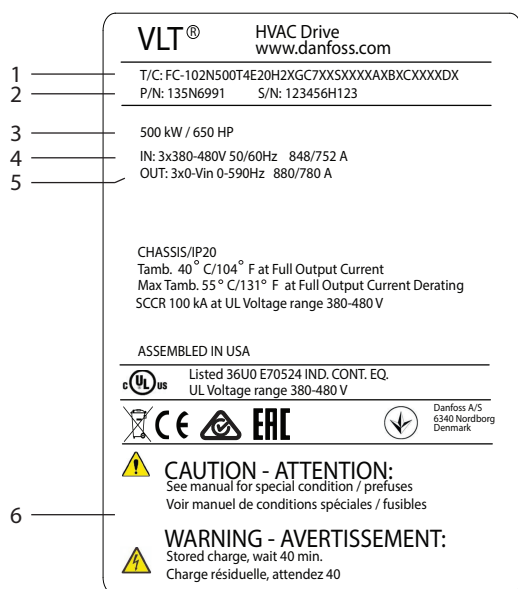 VLT® HVAC Drive
www.danfoss.com
1 T/C: FC-102N500T4E20H2XGC7XXSXXXXAXBXCXXXXDX
2 P/N: 135N6991 S/N: 123456H123
3 500 kW / 650 HP
4 IN: 3x380-480V 50/60Hz 848/752 A
5 OUT: 3x0-Vin 0-590Hz 880/780 A
CHASSIS/IP20
Tamb. 40° C/104° F at Full Output Current
Max Tamb. 55° C/131° F at Full Output Current Derating
SCCR 100 kA at UL Voltage range 380-480 V
ASSEMBLED IN USA
c UL us Listed 36U0 E70524 IND. CONT. EQ.
UL Voltage range 380-480 V
CE EAC
Danfoss A/S
6340 Nordborg
Denmark
CAUTION - ATTENTION:
See manual for special condition / prefuses
Voir manuel de conditions spéciales / fusibles
6
WARNING - AVERTISSEMENT:
Stored charge, wait 40 min.
Charge résiduelle, attendez 40